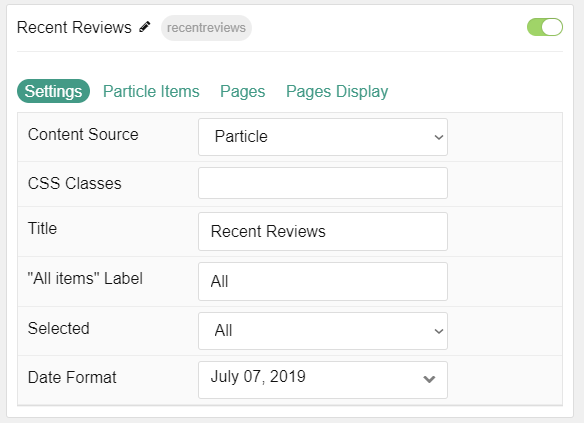 Recent Reviews recentreviews
Settings Particle Items Pages Pages Display
Content Source Particle
CSS Classes
Title Recent Reviews
"All items" Label All
Selected All
Date Format July 07, 2019